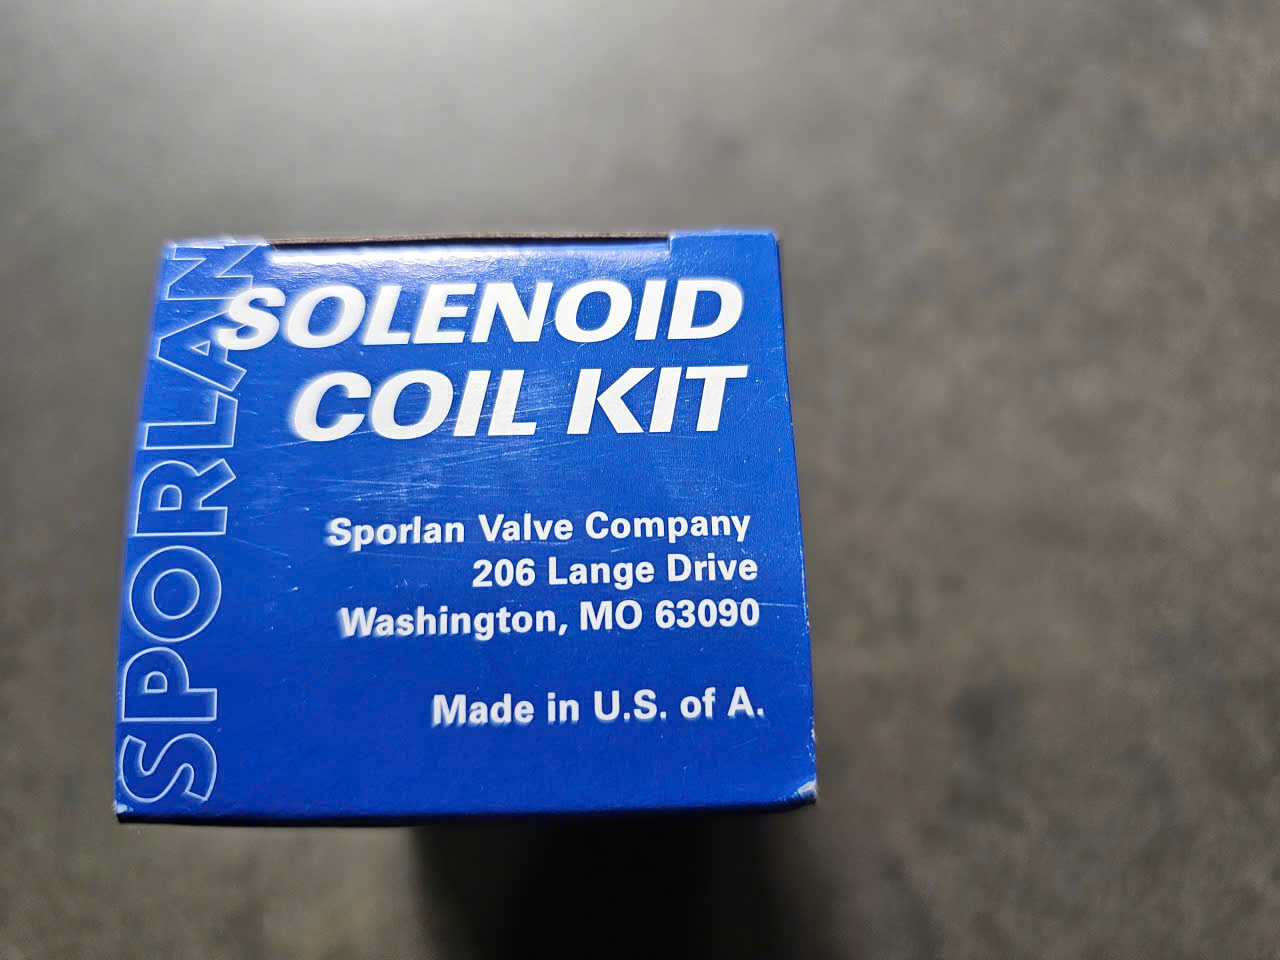 SPORLAN
SOLENOID
COIL KIT
Sporlan Valve Company
206 Lange Drive
Washington, MO 63090
Made in U.S. of A.